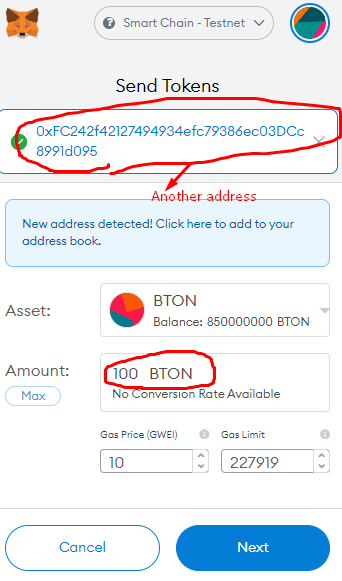 Smart Chain - Testnet
Send Tokens
0xFC242f42127494934efc79386ec03DCc
8991d095
Another address
New address detected! Click here to add to your
address book.
Asset:
BTON
Balance: 850000000 BTON
Amount:
100 BTON
Max
No Conversion Rate Available
Gas Price (GWEI)
Gas Limit
10
227919
Cancel
Next